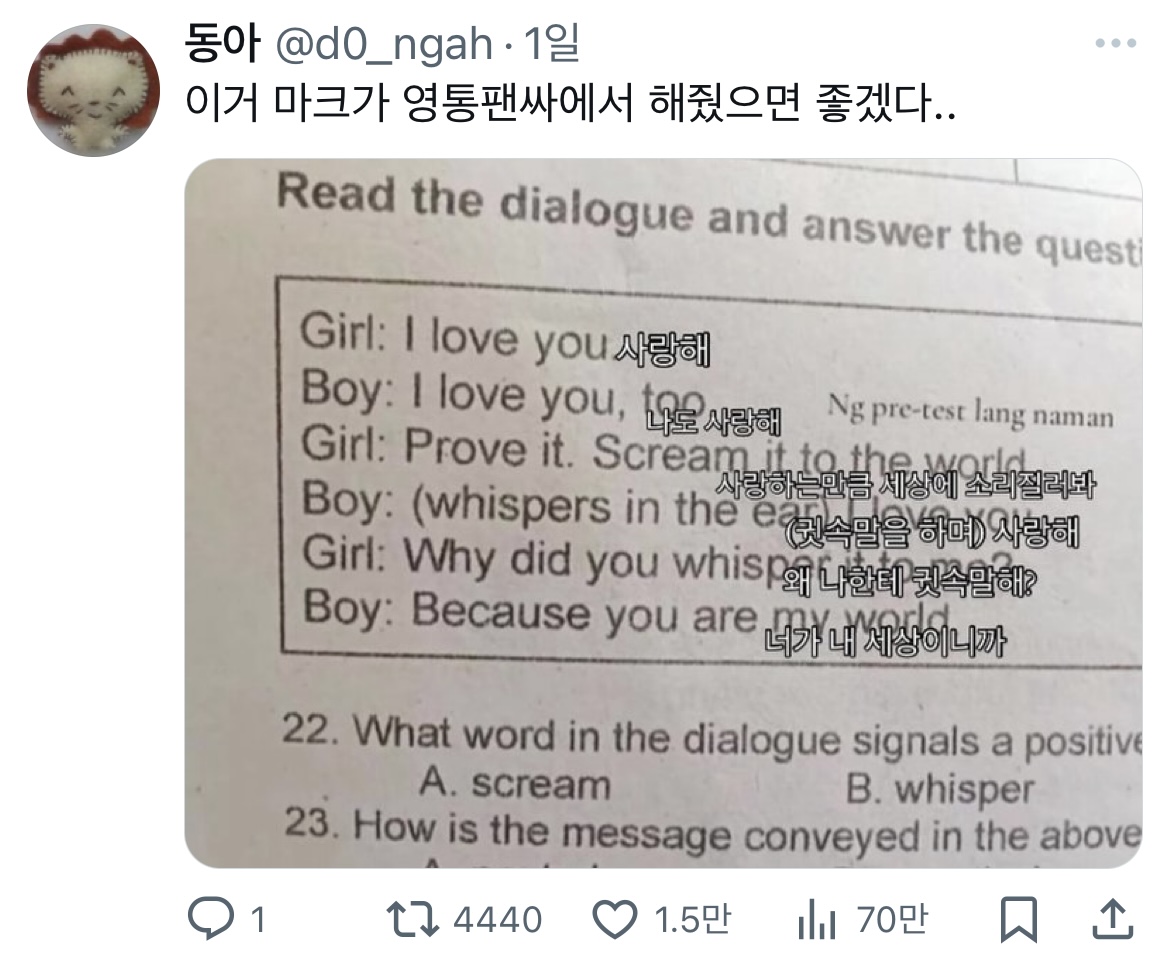 동아 @d0_ngah · 1일
이거 마크가 영통팬싸에서 해줬으면 좋겠다..
Read the dialogue and answer the questi
Girl: I love you. 사랑해
Boy: I love you, too.
나도 사랑해
Ng pre-test lang naman
Girl: Prove it. Scream it to the world.
사랑하는만큼 세상에 소리질러봐
Boy: (whispers in the ear) I love you
(귓속말을 하며) 사랑해
Girl: Why did you whisper it to me?
왜 나한테 귓속말해?
Boy: Because you are my world
너가 내 세상이니까
22. What word in the dialogue signals a positive
A. scream B. whisper
23. How is the message conveyed in the above
1 4440 1.5만 70만